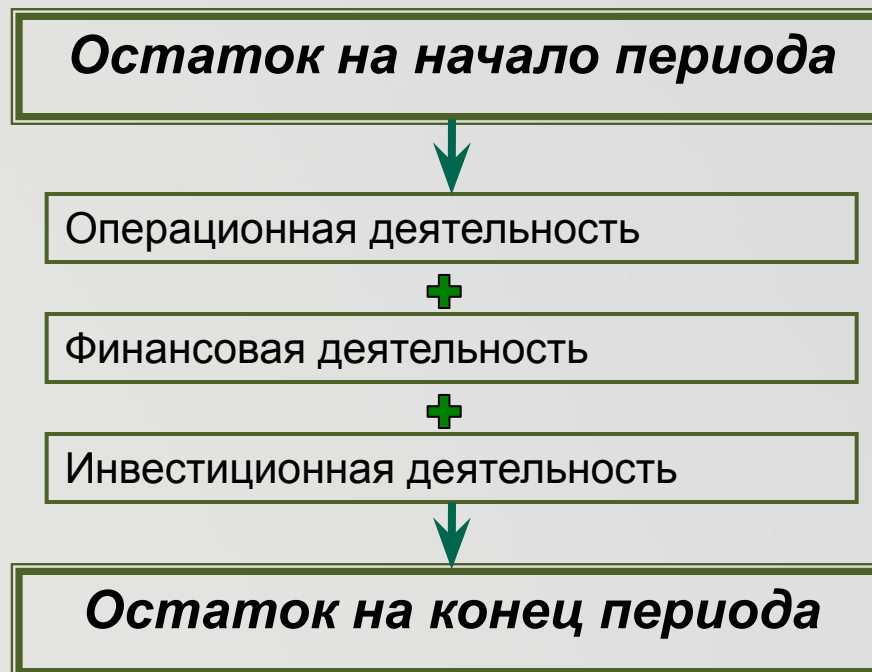 Остаток на начало периода
Операционная деятельность
Финансовая деятельность
Инвестиционная деятельность
Остаток на конец периода